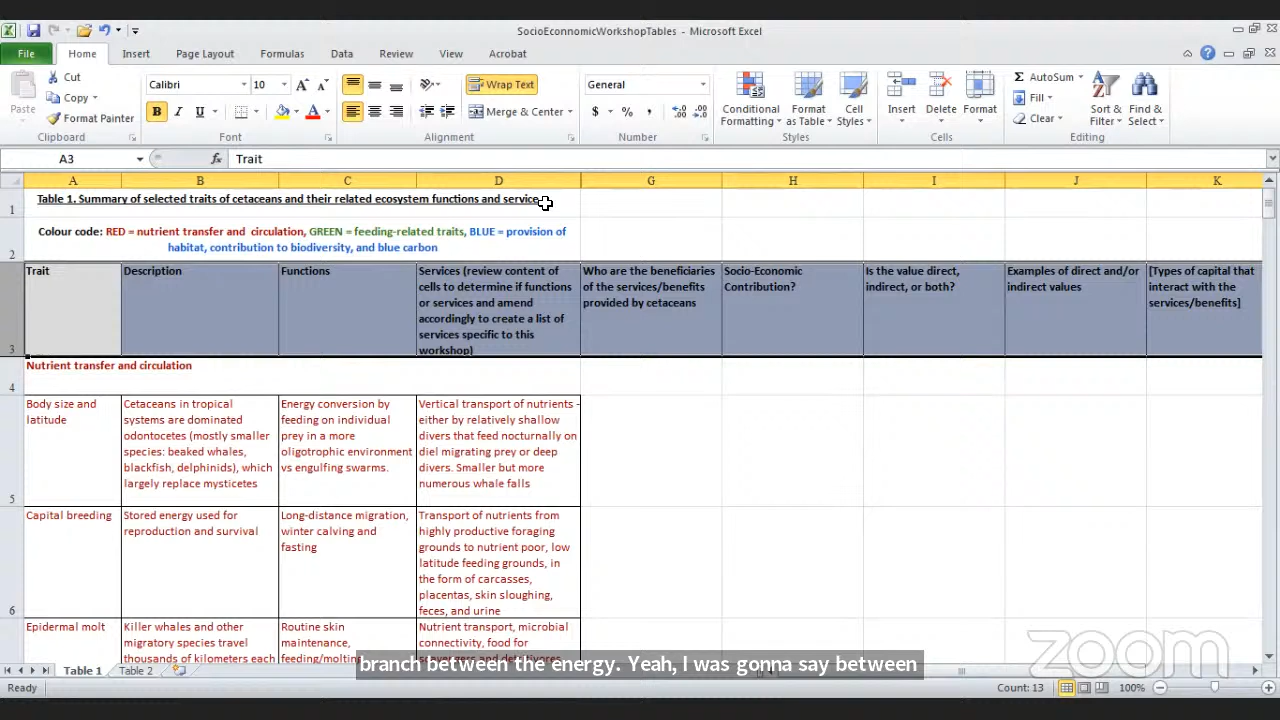 SocioEconnomicWorkshopTables - Microsoft Excel
File Home Insert Page Layout Formulas Data Review View Acrobat
Paste
Cut
Copy
Format Painter
Clipboard
Calibri 10
B I U
Font
Wrap Text
Merge & Center
Alignment
General
$ % ,
Number
Conditional Formatting
Format as Table
Cell Styles
Styles
Insert
Delete
Format
Cells
AutoSum
Fill
Clear
Sort & Filter
Find & Select
Editing
A3 fx Trait
A B C D G H I J K
1
Table 1. Summary of selected traits of cetaceans and their related ecosystem functions and service
2
Colour code: RED = nutrient transfer and circulation, GREEN = feeding-related traits, BLUE = provision of
habitat, contribution to biodiversity, and blue carbon
3
Trait
Description
Functions
Services (review content of
cells to determine if functions
or services and amend
accordingly to create a list of
services specific to this
workshop)
Who are the beneficiaries
of the services/benefits
provided by cetaceans
Socio-Economic
Contribution?
Is the value direct,
indirect, or both?
Examples of direct and/or
indirect values
[Types of capital that
interact with the
services/benefits]
4
Nutrient transfer and circulation
5
Body size and
latitude
Cetaceans in tropical
systems are dominated
odontocetes (mostly smaller
species: beaked whales,
blackfish, delphinids), which
largely replace mysticetes
Energy conversion by
feeding on individual
prey in a more
oligotrophic environment
vs engulfing swarms.
Vertical transport of nutrients -
either by relatively shallow
divers that feed nocturnally on
diel migrating prey or deep
divers. Smaller but more
numerous whale falls
6
Capital breeding
Stored energy used for
reproduction and survival
Long-distance migration,
winter calving and
fasting
Transport of nutrients from
highly productive foraging
grounds to nutrient poor, low
latitude feeding grounds, in
the form of carcasses,
placentas, skin sloughing,
feces, and urine
Epidermal molt
Killer whales and other
migratory species travel
thousands of kilometers each
Routine skin
maintenance,
feeding/molting
Nutrient transport, microbial
connectivity, food for
branch between the energy. Yeah, I was gonna say between
Table 1 Table 2
Ready
Count: 13
100%
zoom